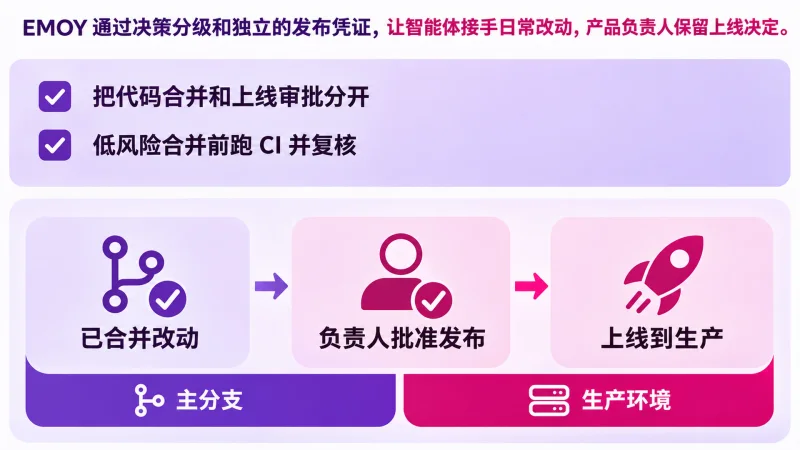 EMOY 通过决策分级和独立的发布凭证，让智能体接手日常改动，产品负责人保留上线决定。
把代码合并和上线审批分开
低风险合并前跑 CI 并复核
已合并改动
负责人批准发布
上线到生产
主分支
生产环境